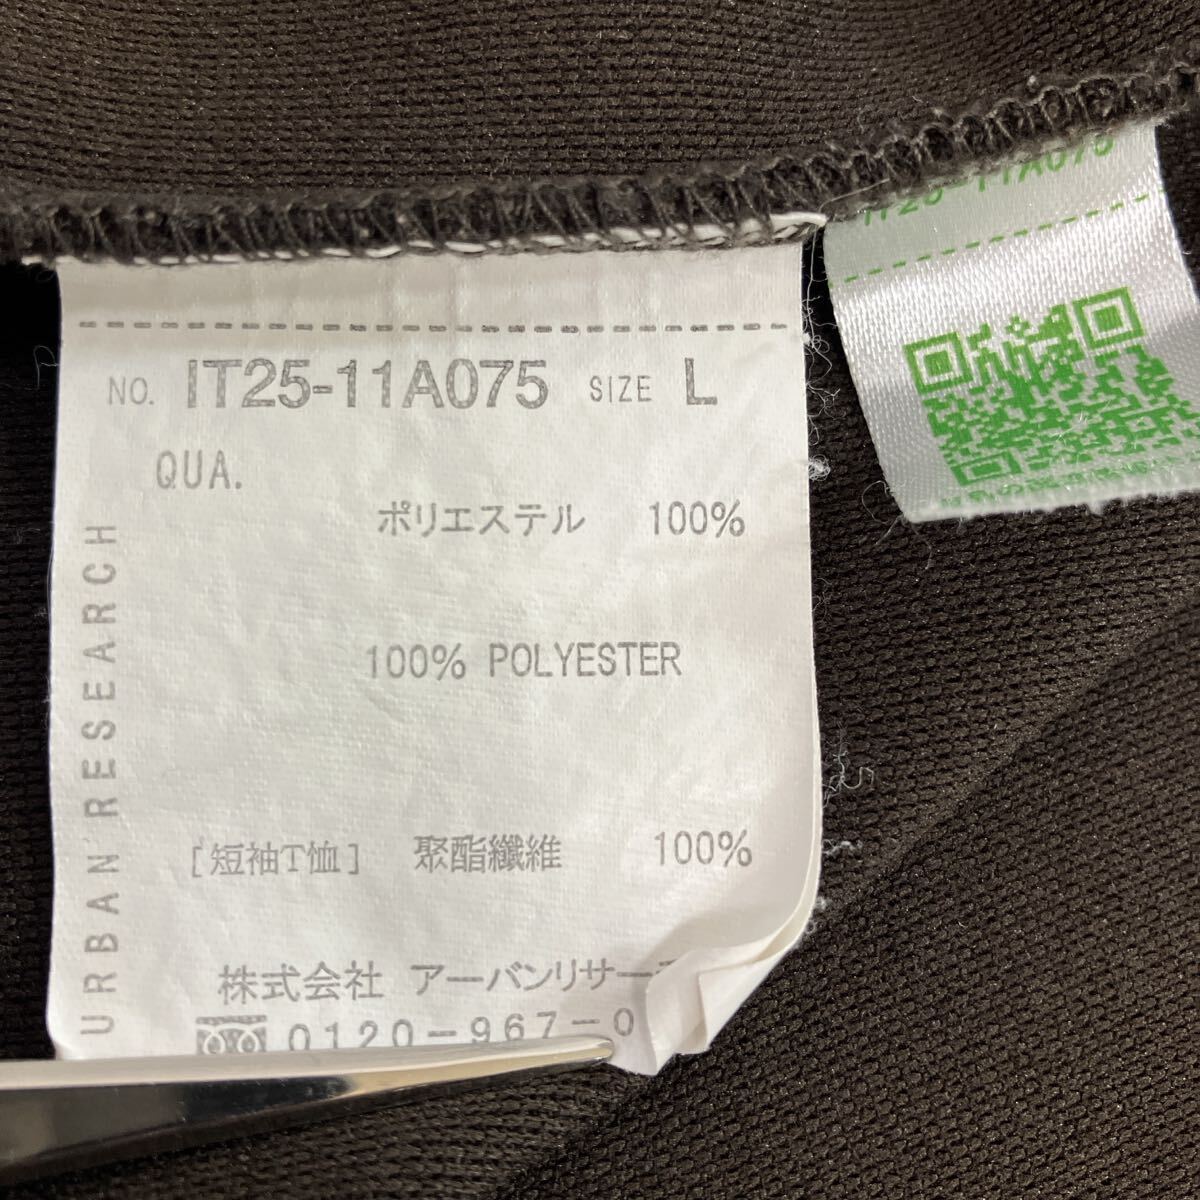 IT25-11A075
NO. IT25-11A075 SIZE L
QUA.
ポリエステル 100%
100% POLYESTER
[短袖T恤] 聚酯纖維 100%
株式会社 アーバンリサー
0120-967-0
URBAN RESEARCH